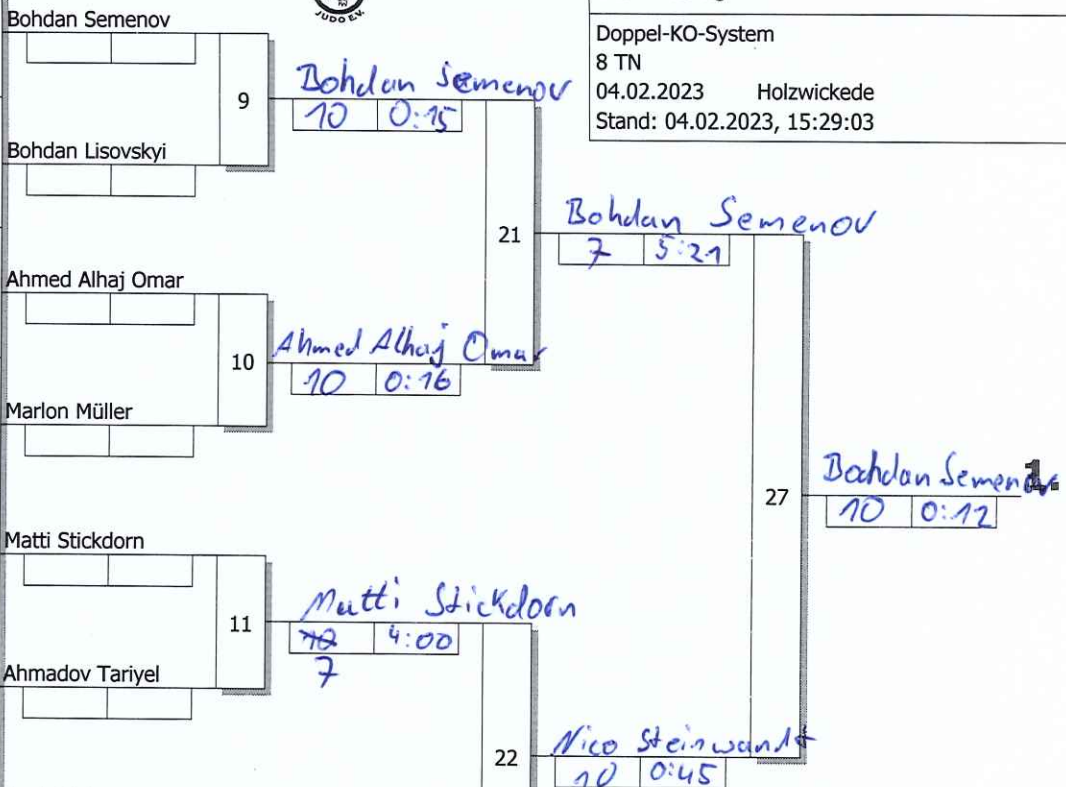 JUDO E.V.
Doppel-KO-System
8 TN
04.02.2023 Holzwickede
Stand: 04.02.2023, 15:29:03
Bohdan Semenov
9
Bohdan Semenov
10 0:15
Bohdan Lisovskyi
21
Bohdan Semenov
7 5:21
Ahmed Alhaj Omar
10
Ahmed Alhaj Omar
10 0:16
Marlon Müller
27
Bochdan Semenov 1.
10 0:12
Matti Stickdorn
11
Matti Stickdorn
10 4:00
7
Ahmadov Tariyel
22
Nico Steinwandt
10 0:45